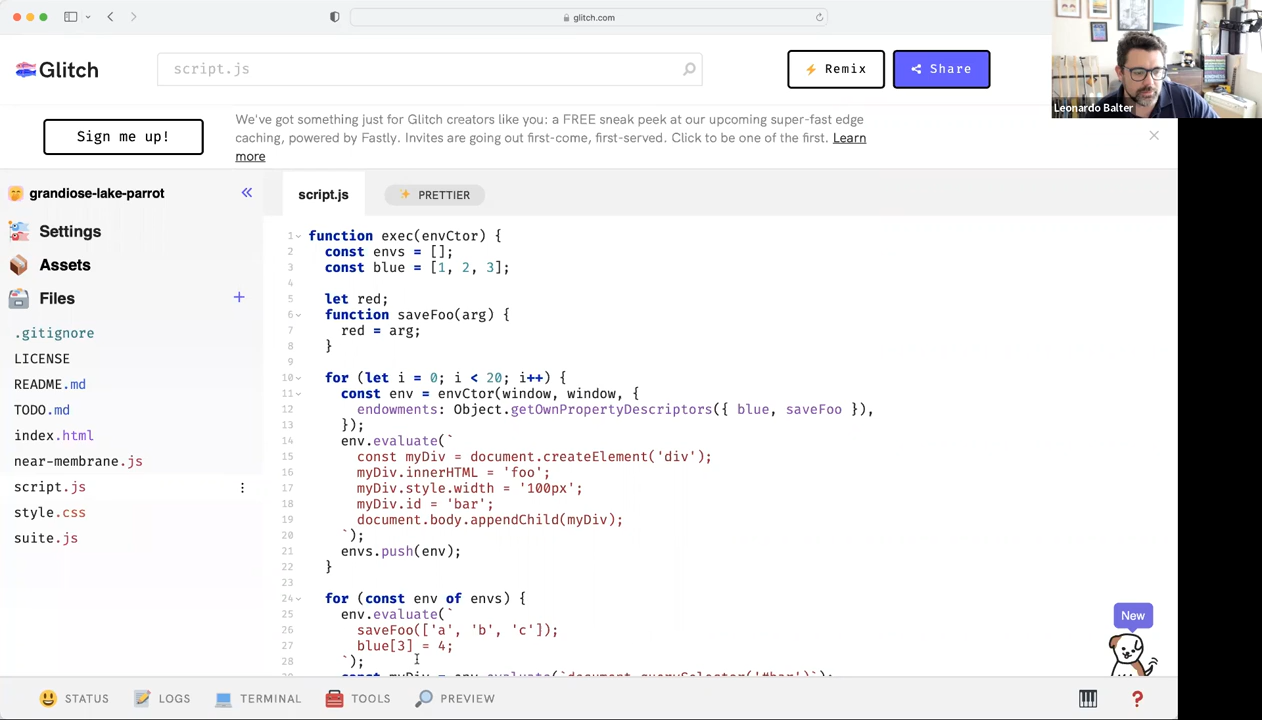 glitch.com
Glitch
script.js
Remix
Share
Leonardo Balter
Sign me up!
We've got something just for Glitch creators like you: a FREE sneak peek at our upcoming super-fast edge
caching, powered by Fastly. Invites are going out first-come, first-served. Click to be one of the first. Learn
more
grandiose-lake-parrot
Settings
Assets
Files
.gitignore
LICENSE
README.md
TODO.md
index.html
near-membrane.js
script.js
style.css
suite.js
script.js
PRETTIER
1 function exec(envCtor) {
2 const envs = [];
3 const blue = [1, 2, 3];
4
5 let red;
6 function saveFoo(arg) {
7 red = arg;
8 }
9
10 for (let i = 0; i < 20; i++) {
11 const env = envCtor(window, window, {
12 endowments: Object.getOwnPropertyDescriptors({ blue, saveFoo }),
13 });
14 env.evaluate(`
15 const myDiv = document.createElement('div');
16 myDiv.innerHTML = 'foo';
17 myDiv.style.width = '100px';
18 myDiv.id = 'bar';
19 document.body.appendChild(myDiv);
20 `);
21 envs.push(env);
22 }
23
24 for (const env of envs) {
25 env.evaluate(`
26 saveFoo(['a', 'b', 'c']);
27 blue[3] = 4;
28 `);
29 const myDiv = env.evaluate(`document.querySelector('#bar')`);
New
STATUS
LOGS
TERMINAL
TOOLS
PREVIEW
?